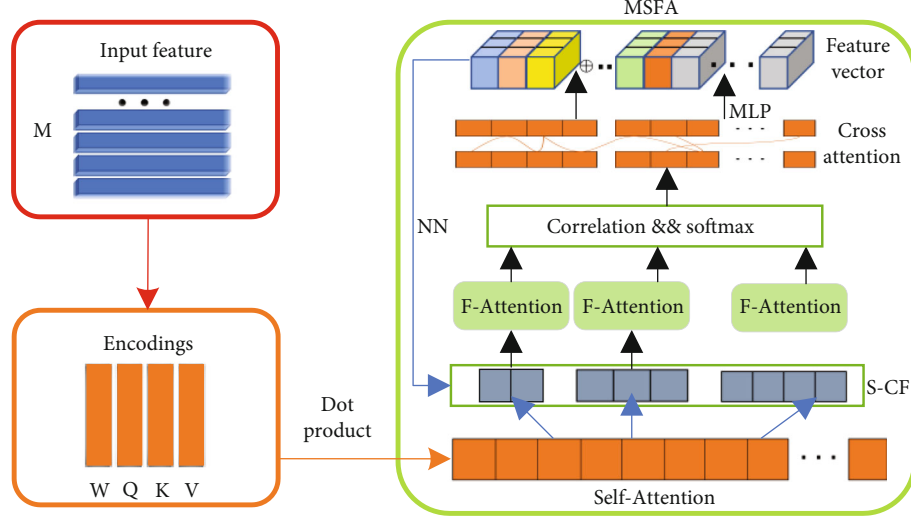 MSFA
Input feature
M
Feature
vector
MLP
Cross
attention
NN
Correlation && softmax
F-Attention
F-Attention
F-Attention
S-CF
Encodings
W Q K V
Dot
product
Self-Attention